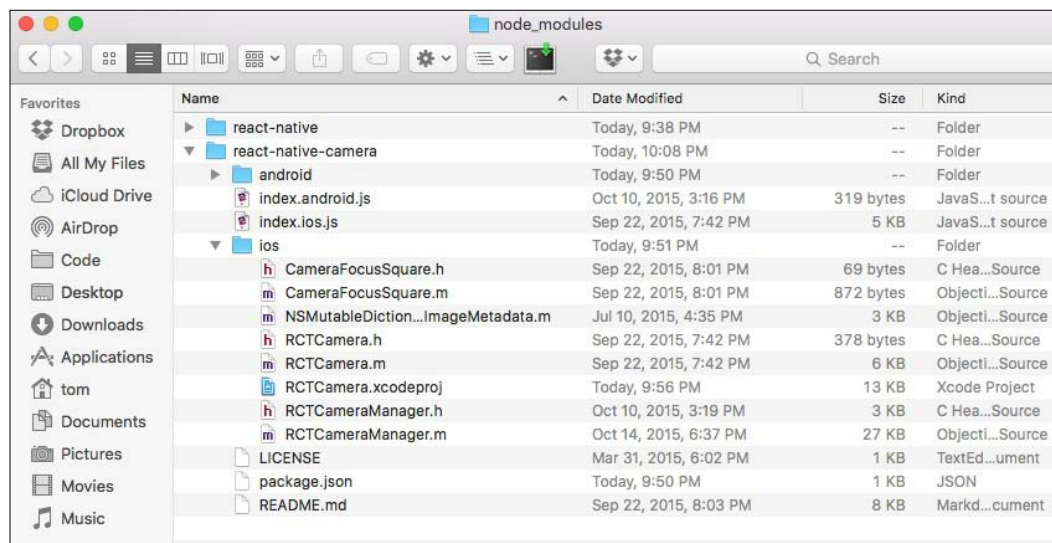 node_modules
Search
Favorites
Dropbox
All My Files
iCloud Drive
AirDrop
Code
Desktop
Downloads
Applications
tom
Documents
Pictures
Movies
Music
Name Date Modified Size Kind
react-native Today, 9:38 PM -- Folder
react-native-camera Today, 10:08 PM -- Folder
android Today, 9:50 PM -- Folder
index.android.js Oct 10, 2015, 3:16 PM 319 bytes JavaS...t source
index.ios.js Sep 22, 2015, 7:42 PM 5 KB JavaS...t source
ios Today, 9:51 PM -- Folder
h CameraFocusSquare.h Sep 22, 2015, 8:01 PM 69 bytes C Hea...Source
m CameraFocusSquare.m Sep 22, 2015, 8:01 PM 872 bytes Objecti...Source
m NSMutableDiction...ImageMetadata.m Jul 10, 2015, 4:35 PM 3 KB Objecti...Source
h RCTCamera.h Sep 22, 2015, 7:42 PM 378 bytes C Hea...Source
m RCTCamera.m Sep 22, 2015, 7:42 PM 6 KB Objecti...Source
RCTCamera.xcodeproj Today, 9:56 PM 13 KB Xcode Project
h RCTCameraManager.h Oct 10, 2015, 3:19 PM 3 KB C Hea...Source
m RCTCameraManager.m Oct 14, 2015, 6:37 PM 27 KB Objecti...Source
LICENSE Mar 31, 2015, 6:02 PM 1 KB TextEd...ument
package.json Today, 9:50 PM 1 KB JSON
README.md Sep 22, 2015, 8:03 PM 8 KB Markd...cument